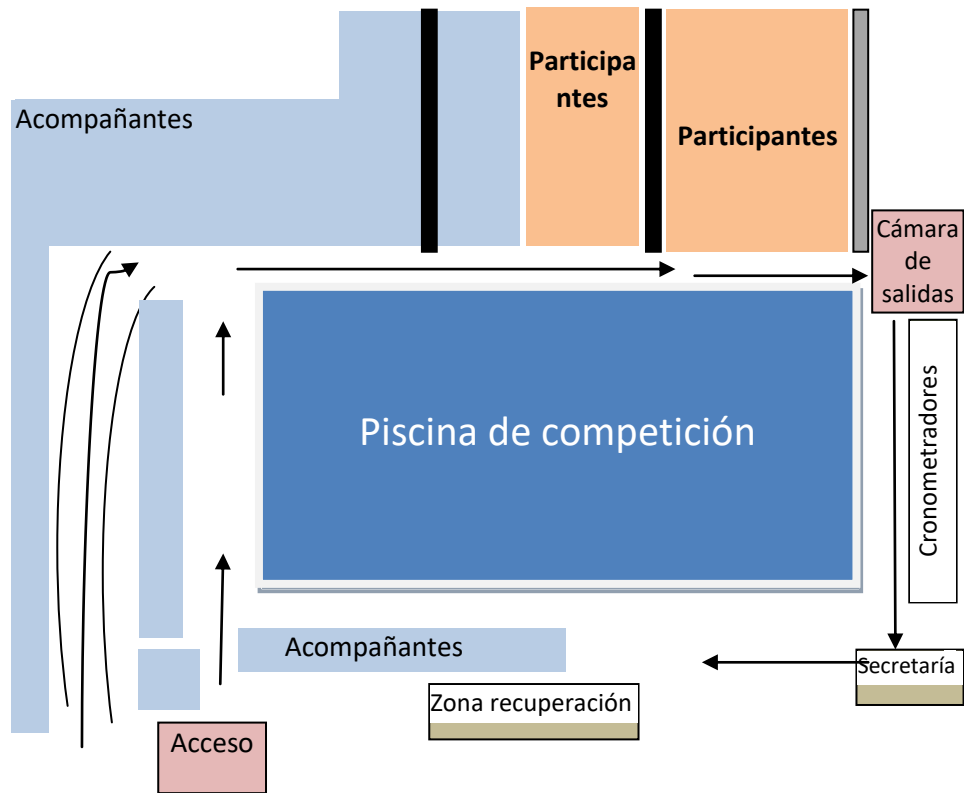 Participa
ntes
Acompañantes
Participantes
Cámara
de
salidas
Piscina de competición
Cronometradores
Acompañantes
Secretaría
Zona recuperación
Acceso